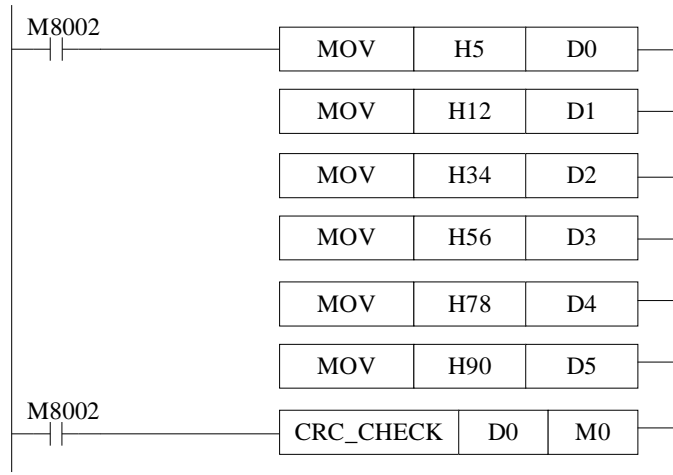 M8002
MOV H5 D0
MOV H12 D1
MOV H34 D2
MOV H56 D3
MOV H78 D4
MOV H90 D5
M8002
CRC_CHECK D0 M0